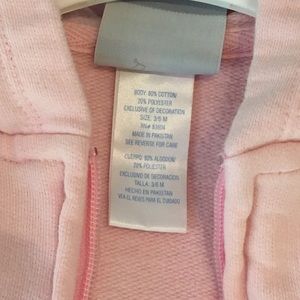 BODY: 80% COTTON/
20% POLYESTER
EXCLUSIVE OF DECORATION
SIZE: 3/6 M
RN# 93604
MADE IN PAKISTAN
SEE REVERSE FOR CARE
CUERPO: 80% ALGODON/
20% POLIESTER
EXCLUSIVO DE DECORACION
TALLA: 3/6 M
HECHO EN PAKISTAN
VEA EL REVES PARA EL CUIDADO